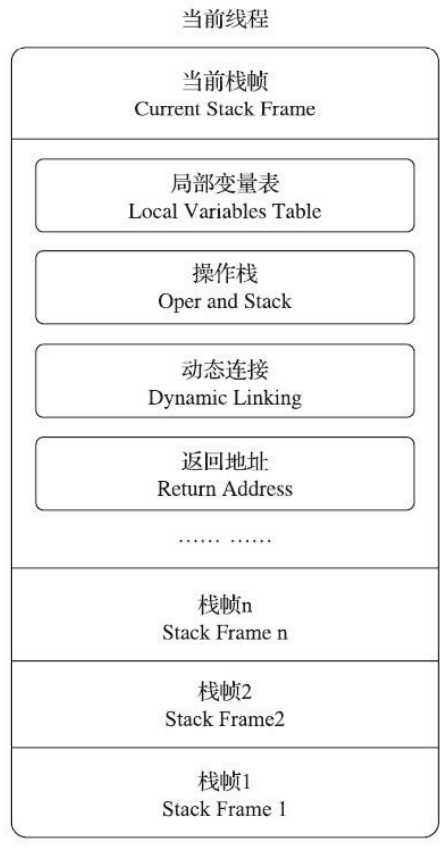 当前线程
当前栈帧
Current Stack Frame
局部变量表
Local Variables Table
操作栈
Oper and Stack
动态连接
Dynamic Linking
返回地址
Return Address
…… ……
栈帧n
Stack Frame n
栈帧2
Stack Frame2
栈帧1
Stack Frame 1